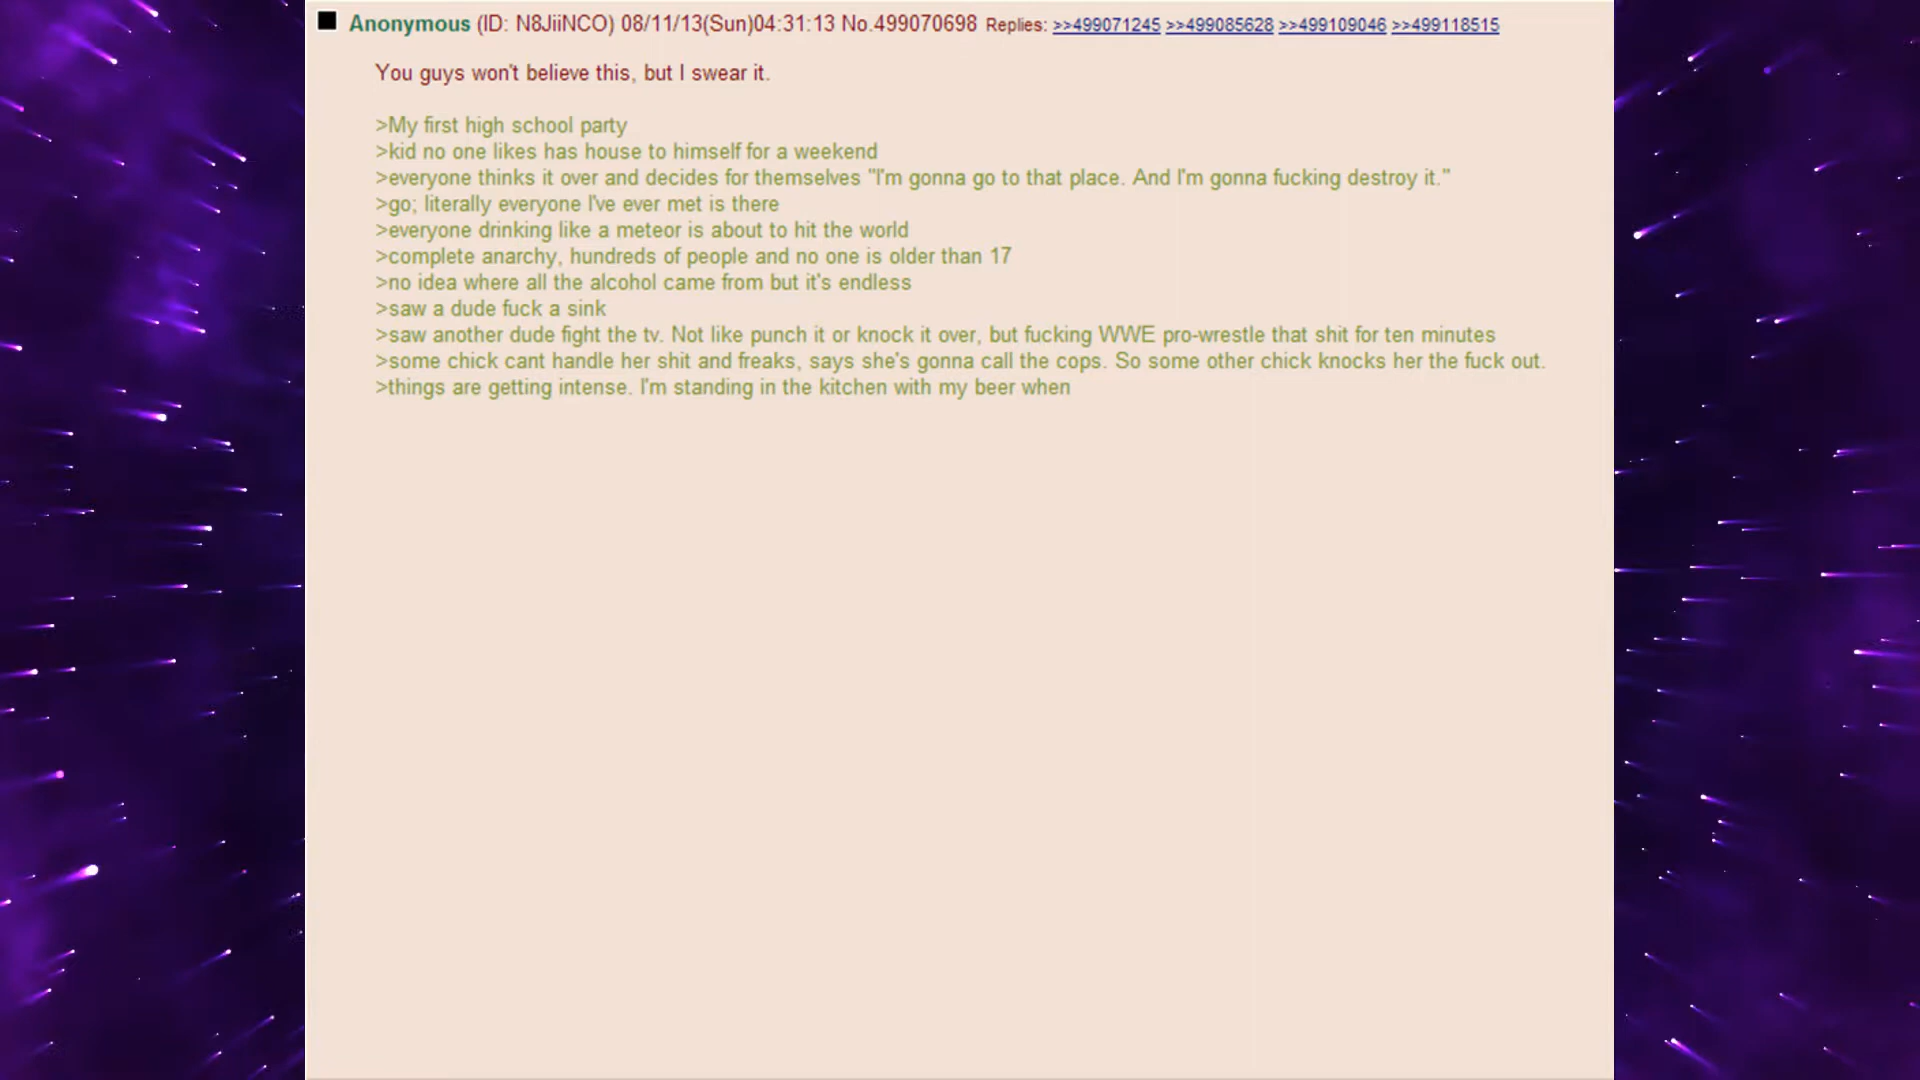 Anonymous (ID: N8JiiNCO) 08/11/13(Sun)04:31:13 No.499070698 Replies: >>499071245 >>499085628 >>499109046 >>499118515
You guys won't believe this, but I swear it.
>My first high school party
>kid no one likes has house to himself for a weekend
>everyone thinks it over and decides for themselves "I'm gonna go to that place. And I'm gonna fucking destroy it."
>go; literally everyone I've ever met is there
>everyone drinking like a meteor is about to hit the world
>complete anarchy, hundreds of people and no one is older than 17
>no idea where all the alcohol came from but it's endless
>saw a dude fuck a sink
>saw another dude fight the tv. Not like punch it or knock it over, but fucking WWE pro-wrestle that shit for ten minutes
>some chick cant handle her shit and freaks, says she's gonna call the cops. So some other chick knocks her the fuck out.
>things are getting intense. I'm standing in the kitchen with my beer when